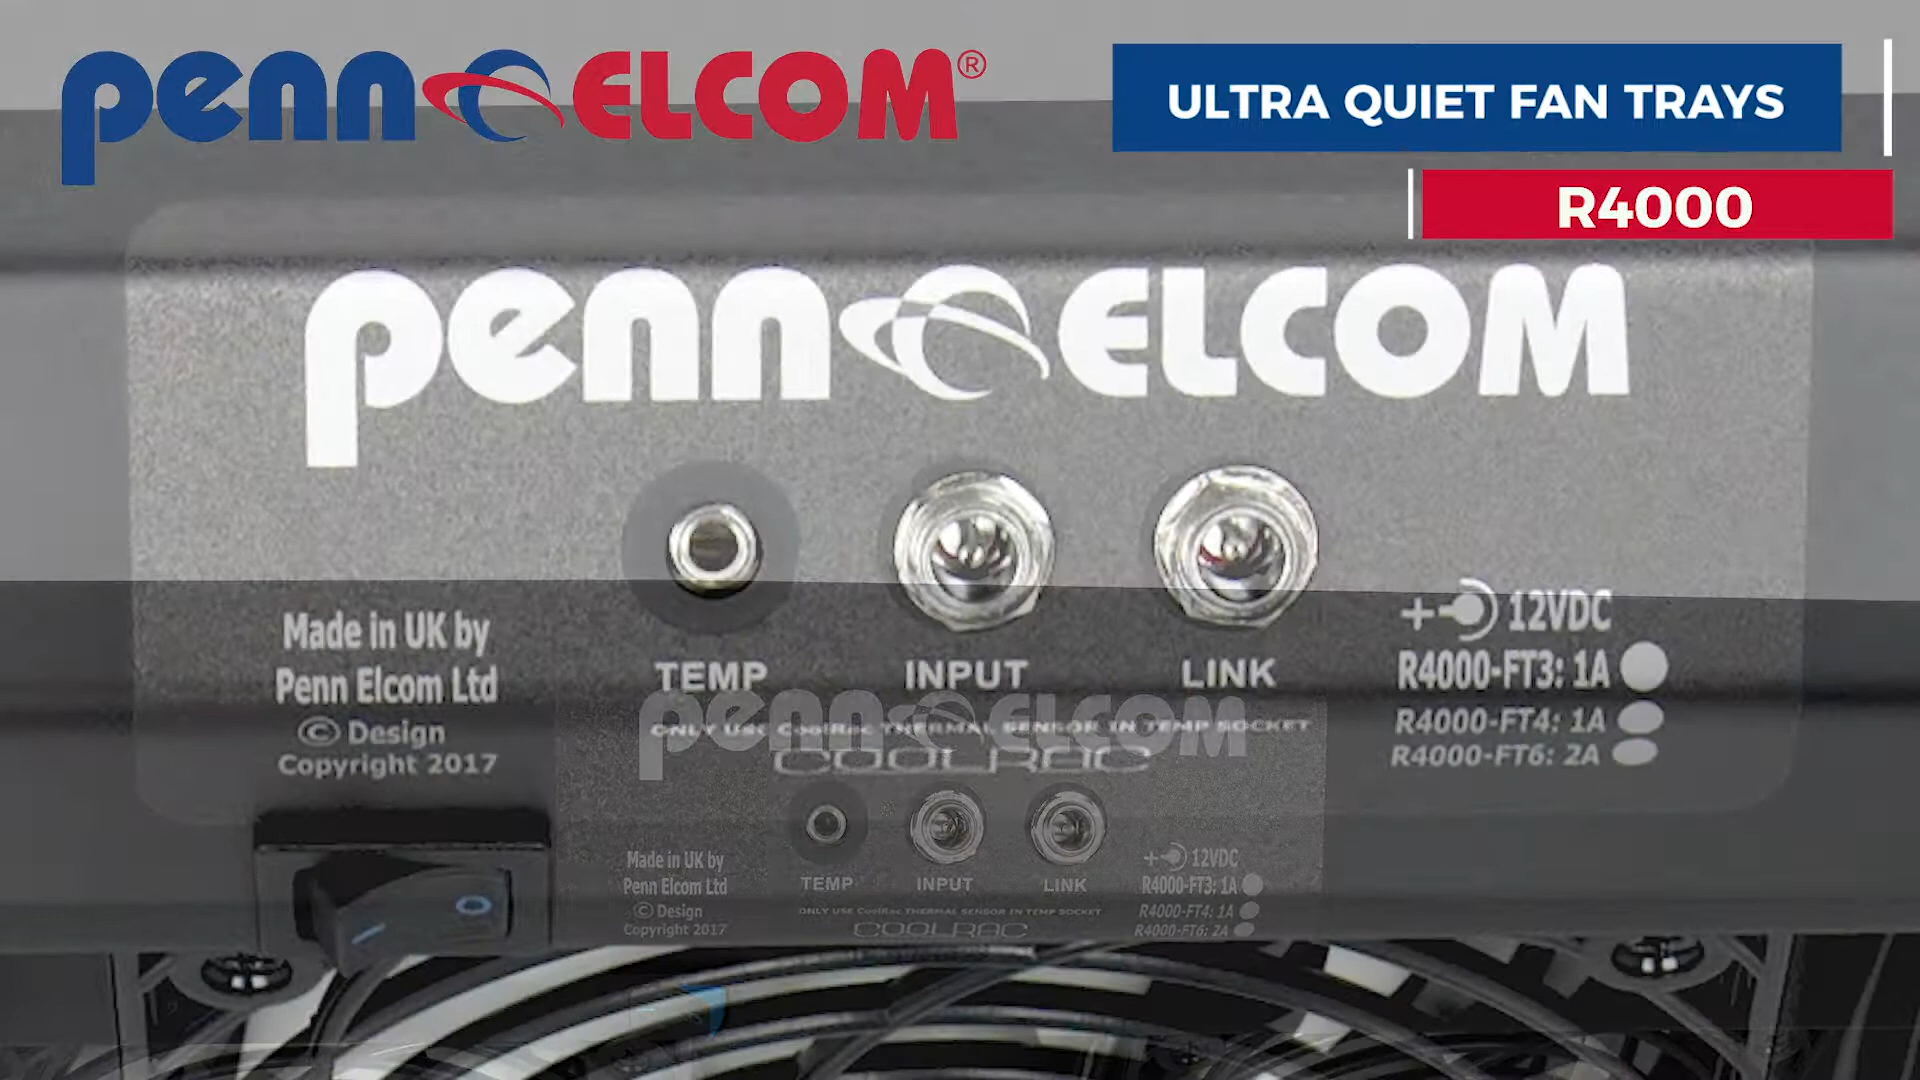 penn ELCOM®
ULTRA QUIET FAN TRAYS
R4000
penn ELCOM
Made in UK by
Penn Elcom Ltd
© Design
Copyright 2017
TEMP
INPUT
LINK
12VDC
R4000-FT3: 1A
R4000-FT4: 1A
R4000-FT6: 2A
ONLY USE CoolRac THERMAL SENSOR IN TEMP SOCKET
COOLRAC
penn ELCOM
Made in UK by
Penn Elcom Ltd
© Design
Copyright 2017
TEMP
INPUT
LINK
12VDC
R4000-FT3: 1A
R4000-FT4: 1A
R4000-FT6: 2A
ONLY USE CoolRac THERMAL SENSOR IN TEMP SOCKET
COOLRAC